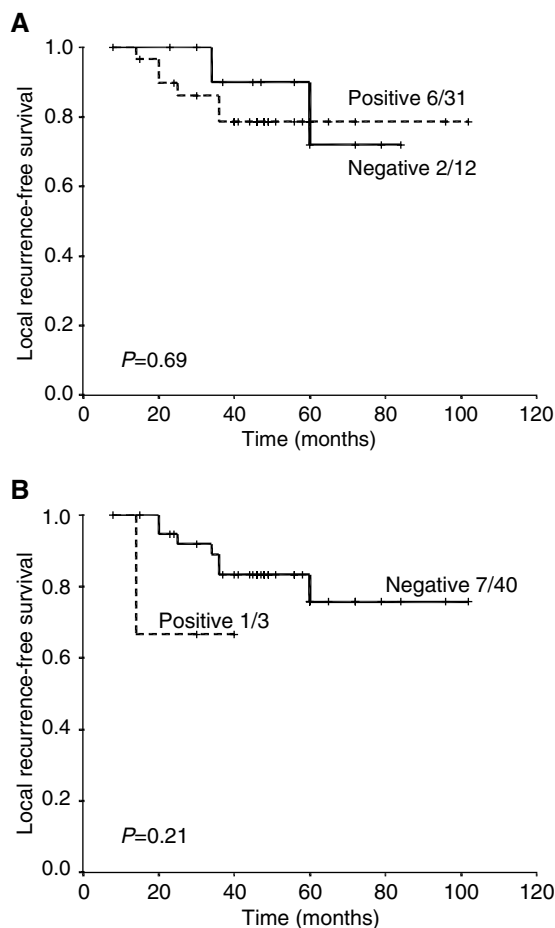 A
1.0
0.8
0.6
0.4
0.2
0.0
Local recurrence-free survival
Positive 6/31
Negative 2/12
P=0.69
0 20 40 60 80 100 120
Time (months)
B
1.0
0.8
0.6
0.4
0.2
0.0
Local recurrence-free survival
Negative 7/40
Positive 1/3
P=0.21
0 20 40 60 80 100 120
Time (months)